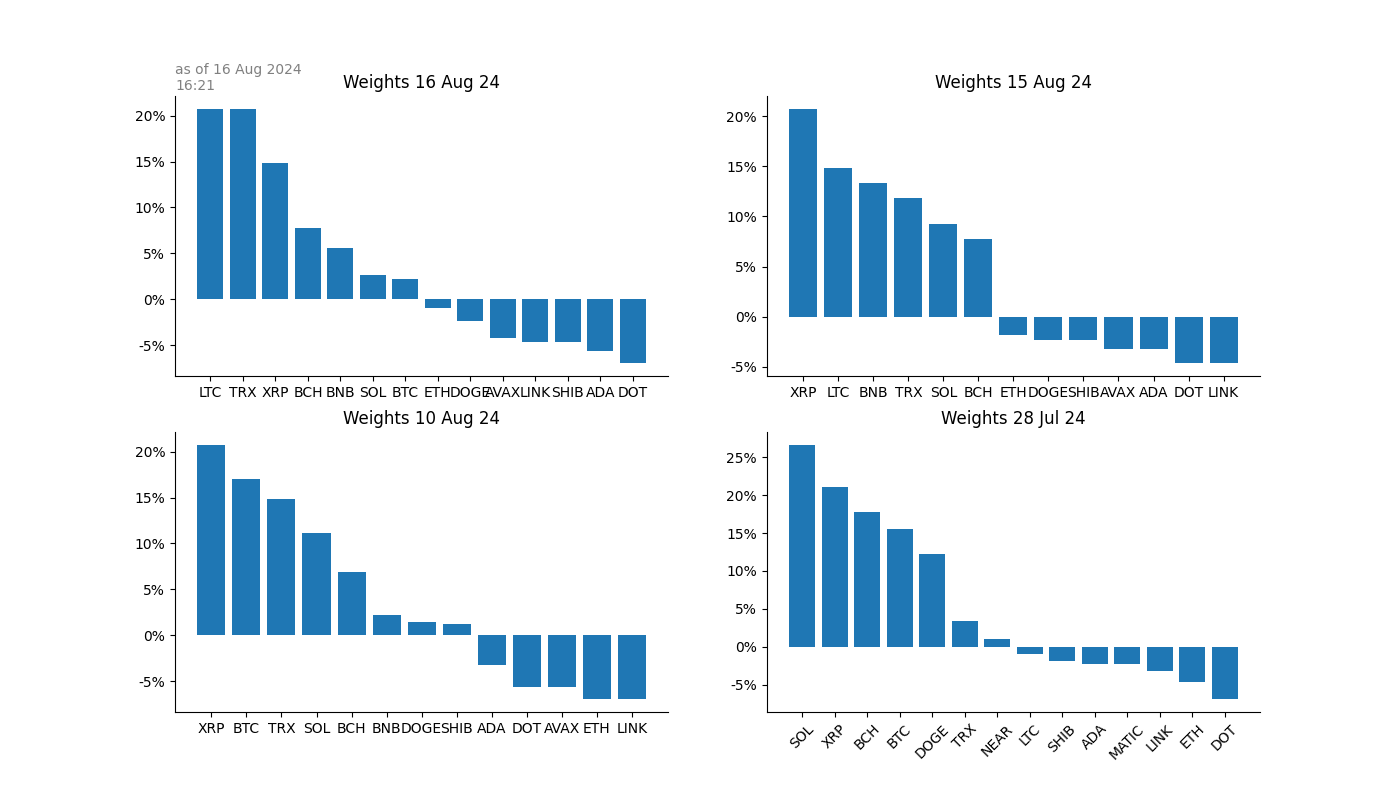 as of 16 Aug 2024
16:21
Weights 16 Aug 24
20%
15%
10%
5%
0%
-5%
LTC TRX XRP BCH BNB SOL BTC ETH DOGE AVAX LINK SHIB ADA DOT
Weights 15 Aug 24
20%
15%
10%
5%
0%
-5%
XRP LTC BNB TRX SOL BCH ETH DOGE SHIB AVAX ADA DOT LINK
Weights 10 Aug 24
20%
15%
10%
5%
0%
-5%
XRP BTC TRX SOL BCH BNB DOGE SHIB ADA DOT AVAX ETH LINK
Weights 28 Jul 24
25%
20%
15%
10%
5%
0%
-5%
SOL XRP BCH BTC DOGE TRX NEAR LTC SHIB ADA MATIC LINK ETH DOT